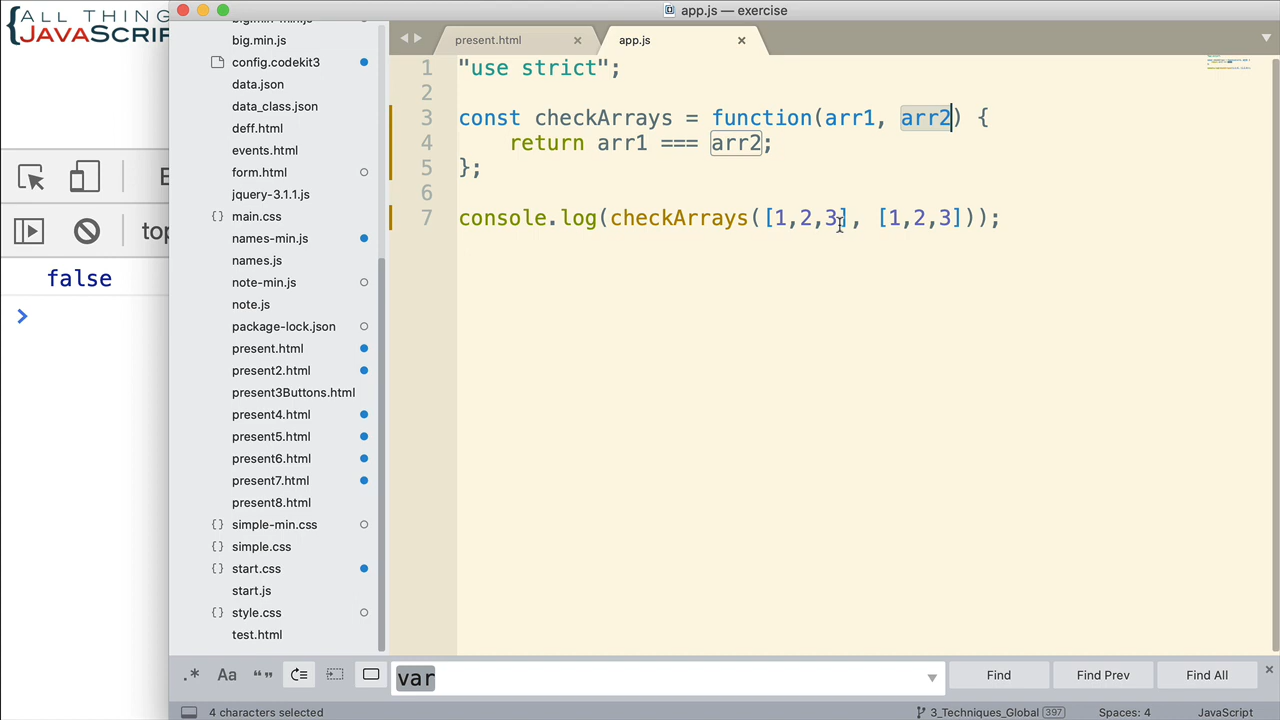 ALL THING
JAVASCRIP
app.js — exercise
present.html
app.js
big.min.js
config.codekit3
data.json
data_class.json
deff.html
events.html
form.html
jquery-3.1.1.js
main.css
names-min.js
names.js
note-min.js
note.js
package-lock.json
present.html
present2.html
present3Buttons.html
present4.html
present5.html
present6.html
present7.html
present8.html
simple-min.css
simple.css
start.css
start.js
style.css
test.html
top
false
1 "use strict";
2
3 const checkArrays = function(arr1, arr2) {
4 return arr1 === arr2;
5 };
6
7 console.log(checkArrays([1,2,3], [1,2,3]));
.* Aa “”
var
Find
Find Prev
Find All
4 characters selected
3_Techniques_Global 397
Spaces: 4
JavaScript